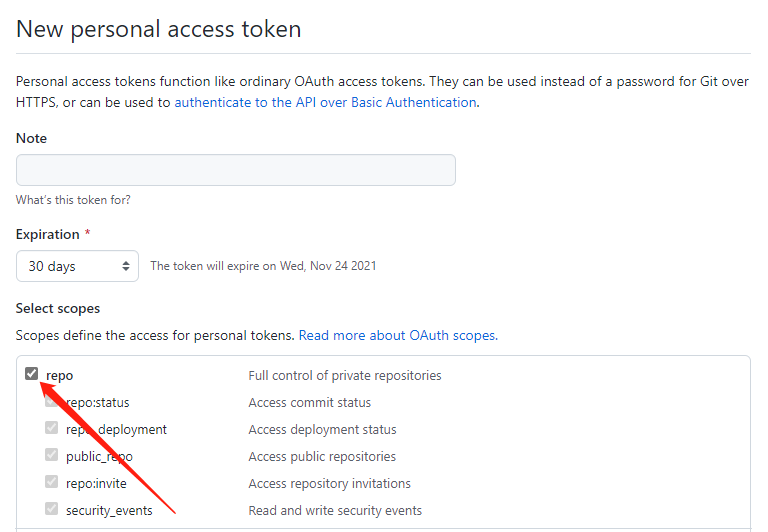 New personal access token
Personal access tokens function like ordinary OAuth access tokens. They can be used instead of a password for Git over
HTTPS, or can be used to authenticate to the API over Basic Authentication.
Note
What's this token for?
Expiration *
30 days The token will expire on Wed, Nov 24 2021
Select scopes
Scopes define the access for personal tokens. Read more about OAuth scopes.
repo Full control of private repositories
repo:status Access commit status
repo_deployment Access deployment status
public_repo Access public repositories
repo:invite Access repository invitations
security_events Read and write security events